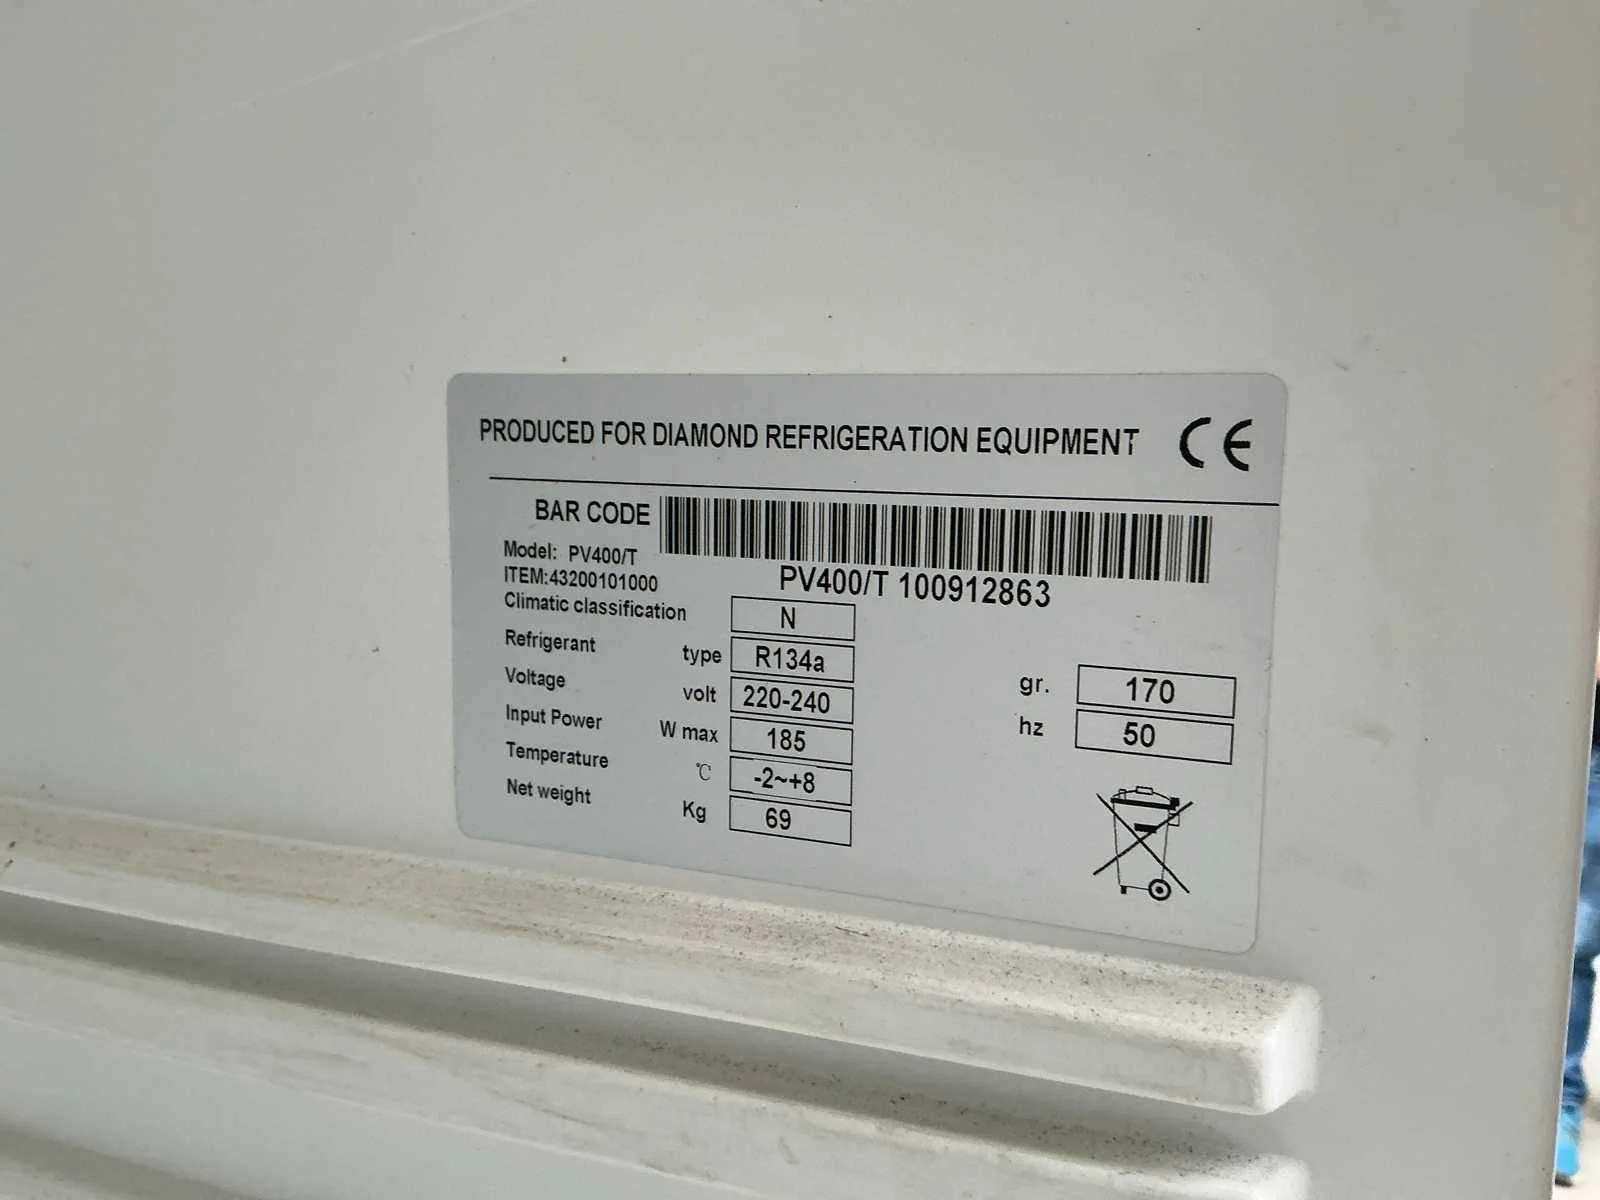 PRODUCED FOR DIAMOND REFRIGERATION EQUIPMENT CE
BAR CODE
Model: PV400/T
ITEM:43200101000
PV400/T 100912863
Climatic classification N
Refrigerant type R134a gr. 170
Voltage volt 220-240 hz 50
Input Power W max 185
Temperature ℃ -2~+8
Net weight Kg 69